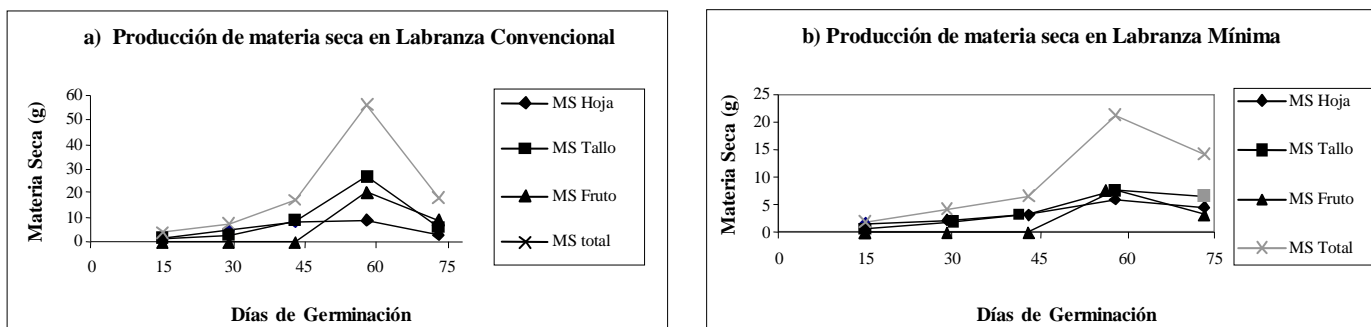 a) Producción de materia seca en Labranza Convencional
Materia Seca (g)
60
50
40
30
20
10
0
0 15 30 45 60 75
Días de Germinación
MS Hoja
MS Tallo
MS Fruto
MS total
b) Producción de materia seca en Labranza Mínima
Materia Seca (g)
25
20
15
10
5
0
0 15 30 45 60 75
Días de Germinación
MS Hoja
MS Tallo
MS Fruto
MS Total